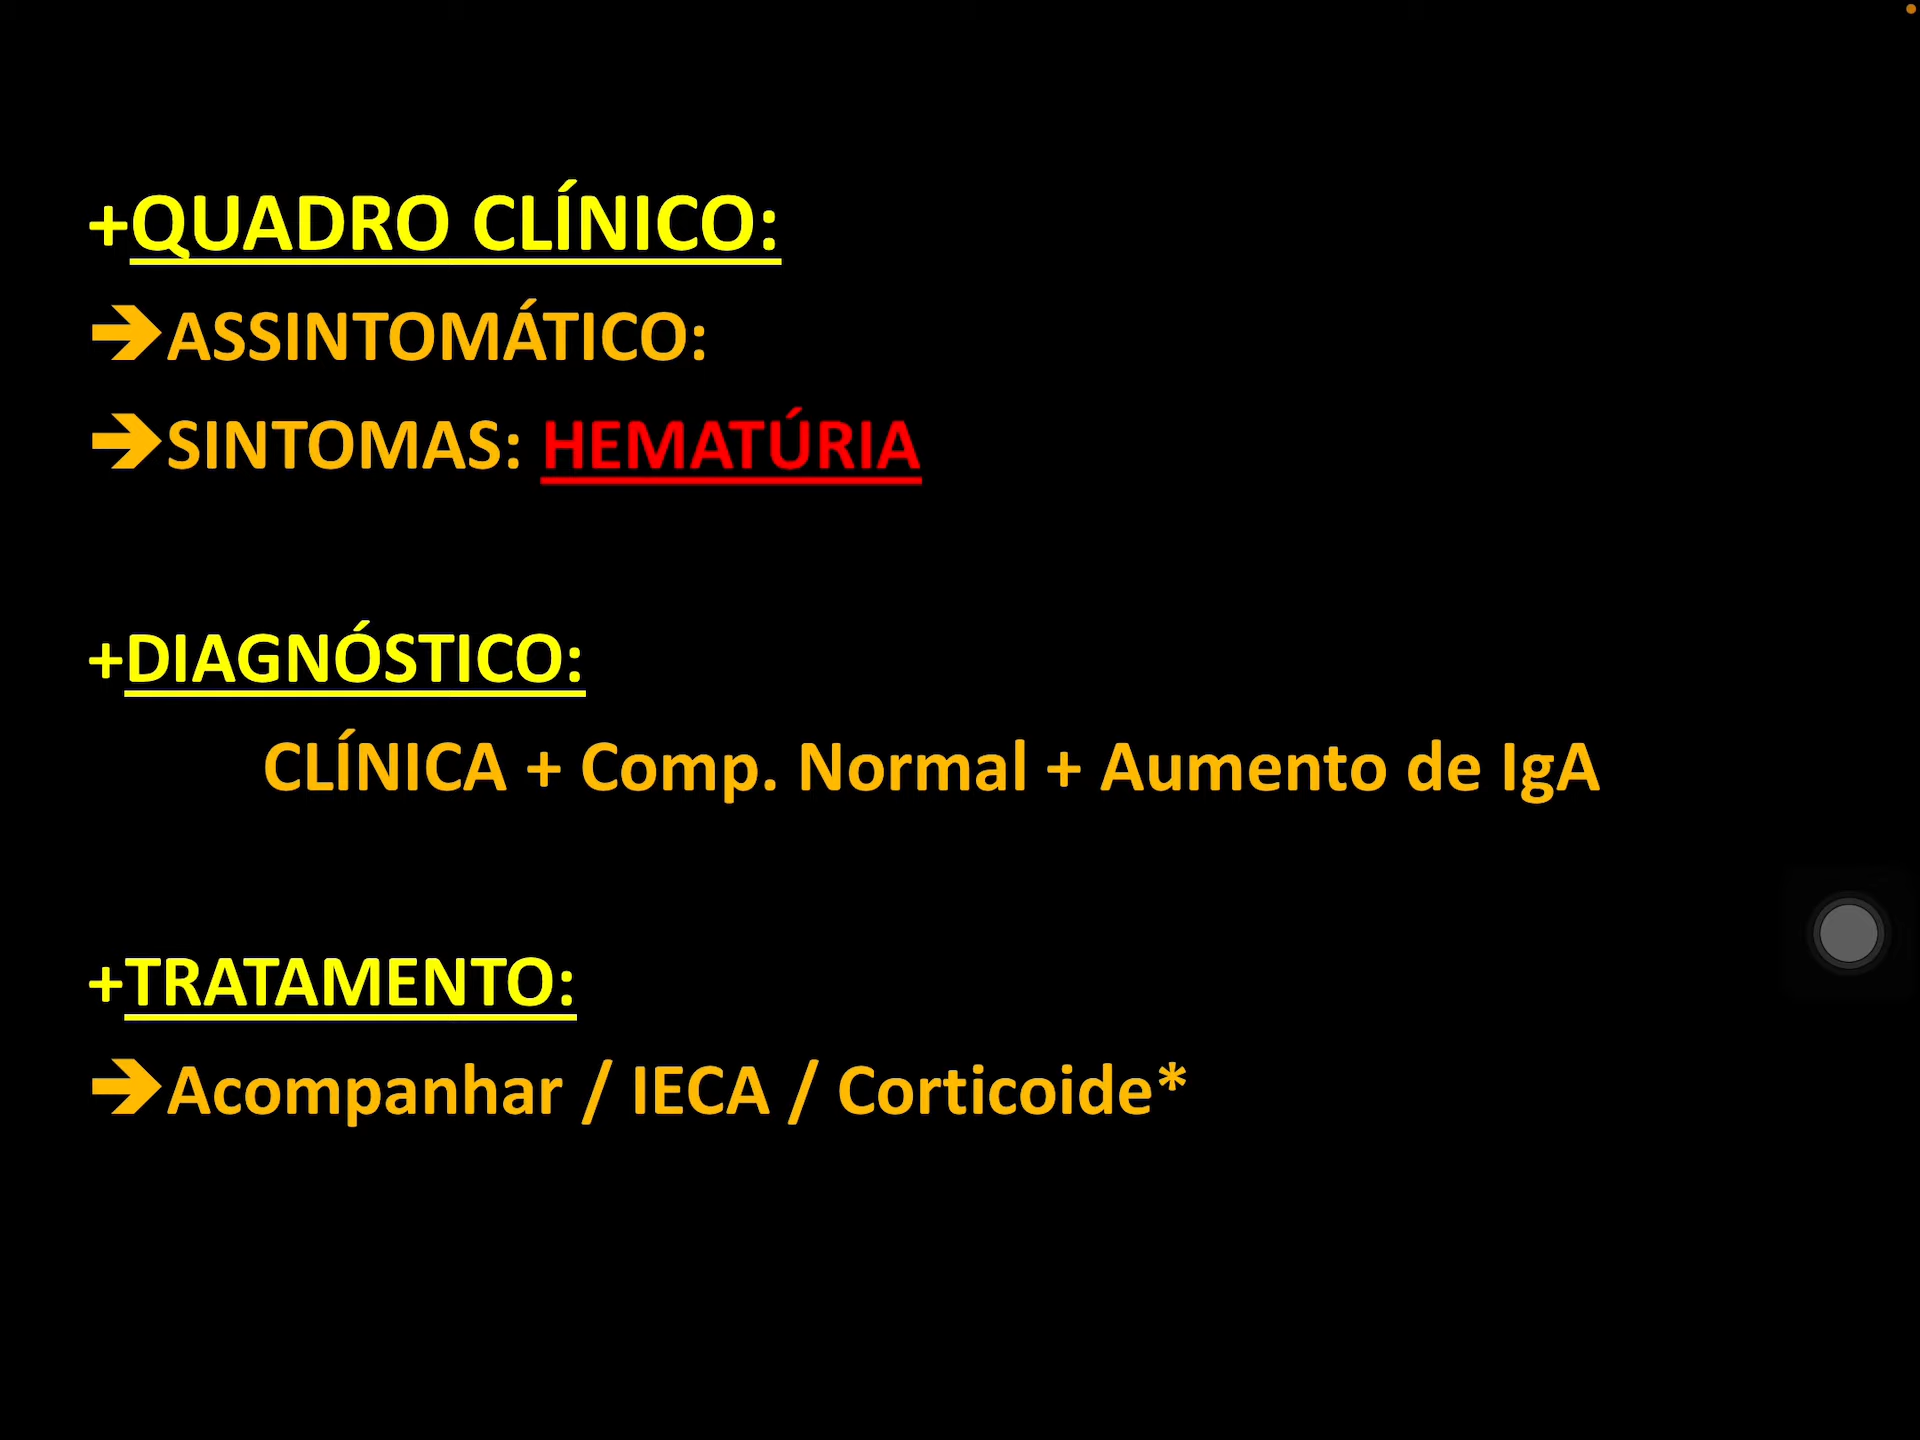 +QUADRO CLÍNICO:
➔ASSINTOMÁTICO:
➔SINTOMAS: HEMATÚRIA
+DIAGNÓSTICO:
CLÍNICA + Comp. Normal + Aumento de IgA
+TRATAMENTO:
➔Acompanhar / IECA / Corticoide*